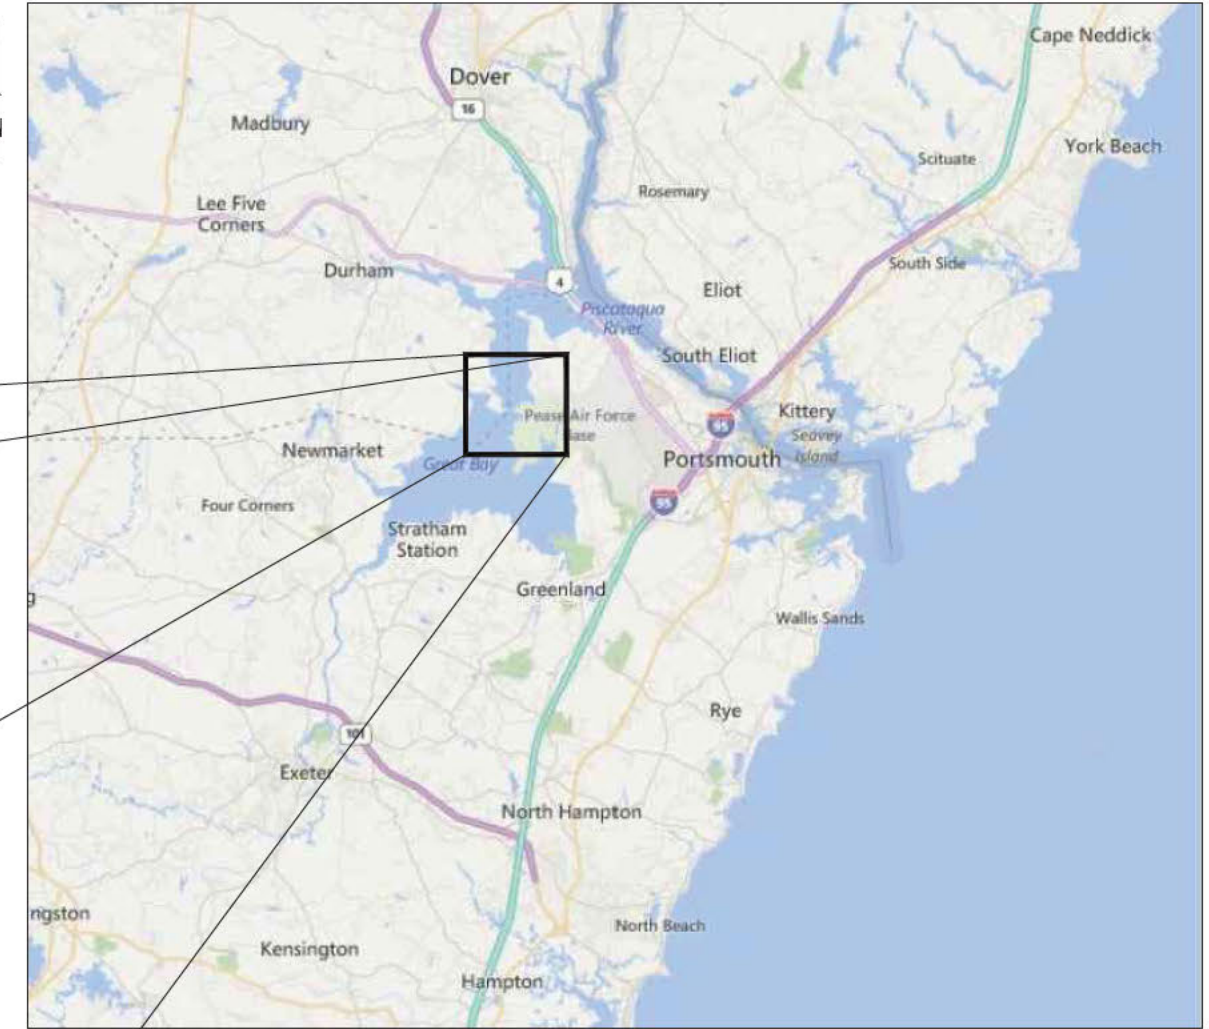 Cape Neddick
Dover
16
Madbury
York Beach
Scituate
Rosemary
Lee Five
Corners
South Side
Durham
4
Eliot
Piscataqua
River
South Eliot
Kittery
Pease Air Force
Base
95
Seavey
Island
Newmarket
Great Bay
Portsmouth
95
Four Corners
Stratham
Station
Greenland
g
Wallis Sands
Rye
101
Exeter
North Hampton
ngston
North Beach
Kensington
Hampton